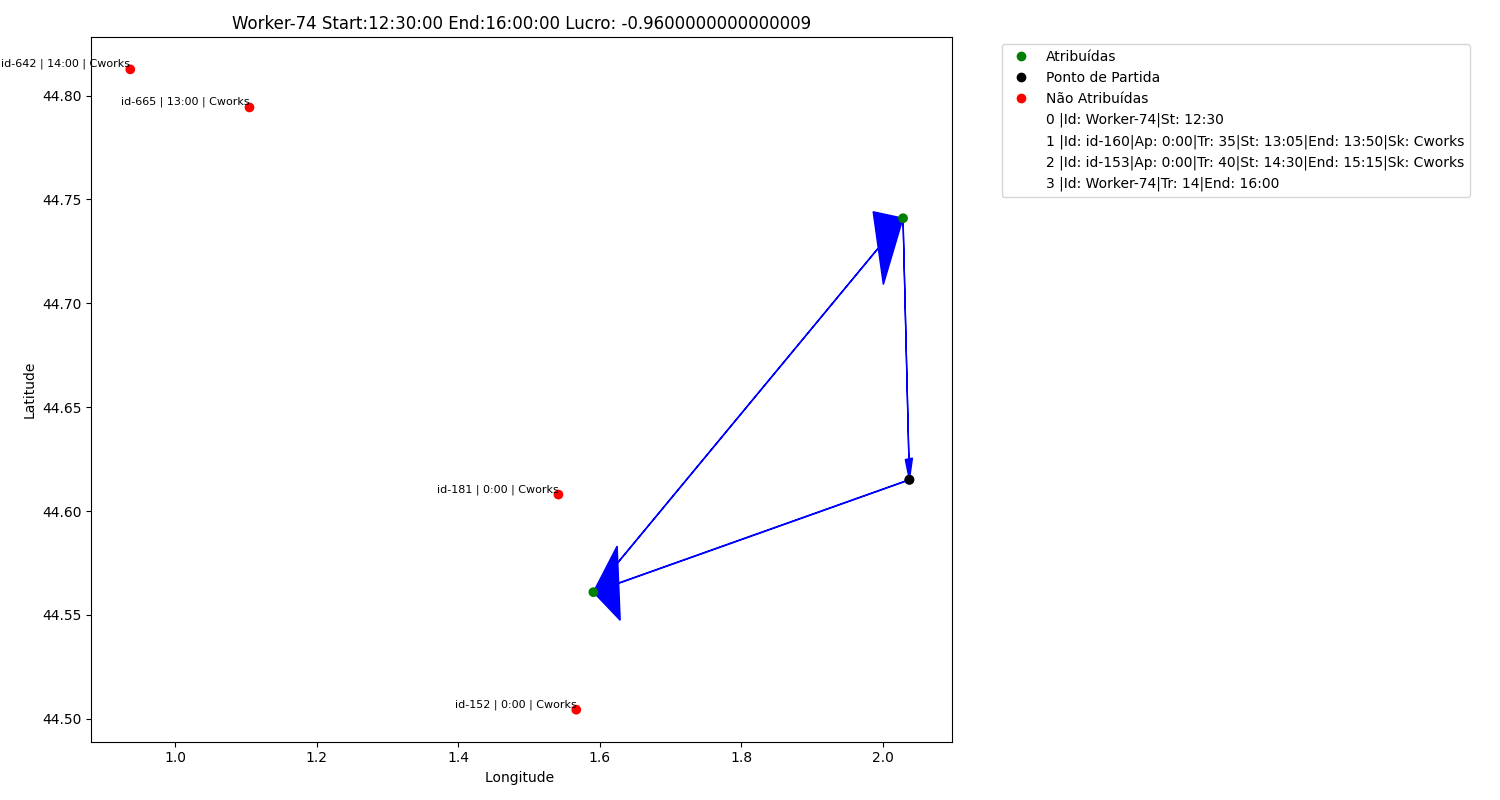 Worker-74 Start:12:30:00 End:16:00:00 Lucro: -0.9600000000000009
id-642 | 14:00 | Cworks
id-665 | 13:00 | Cworks
id-181 | 0:00 | Cworks
id-152 | 0:00 | Cworks
44.80
44.75
44.70
44.65
44.60
44.55
44.50
Latitude
1.0 1.2 1.4 1.6 1.8 2.0
Longitude
Atribuídas
Ponto de Partida
Não Atribuídas
0 |Id: Worker-74|St: 12:30
1 |Id: id-160|Ap: 0:00|Tr: 35|St: 13:05|End: 13:50|Sk: Cworks
2 |Id: id-153|Ap: 0:00|Tr: 40|St: 14:30|End: 15:15|Sk: Cworks
3 |Id: Worker-74|Tr: 14|End: 16:00